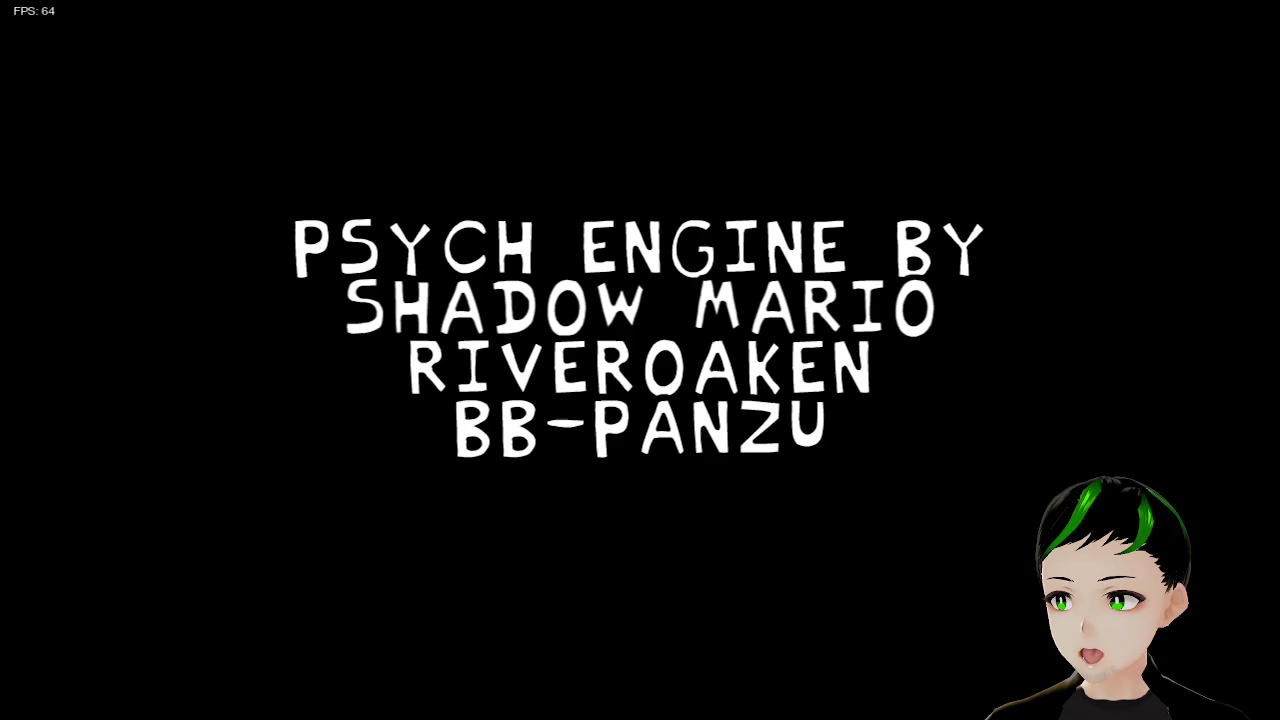 FPS: 64
PSYCH ENGINE BY
SHADOW MARIO
RIVEROAKEN
BB-PANZU